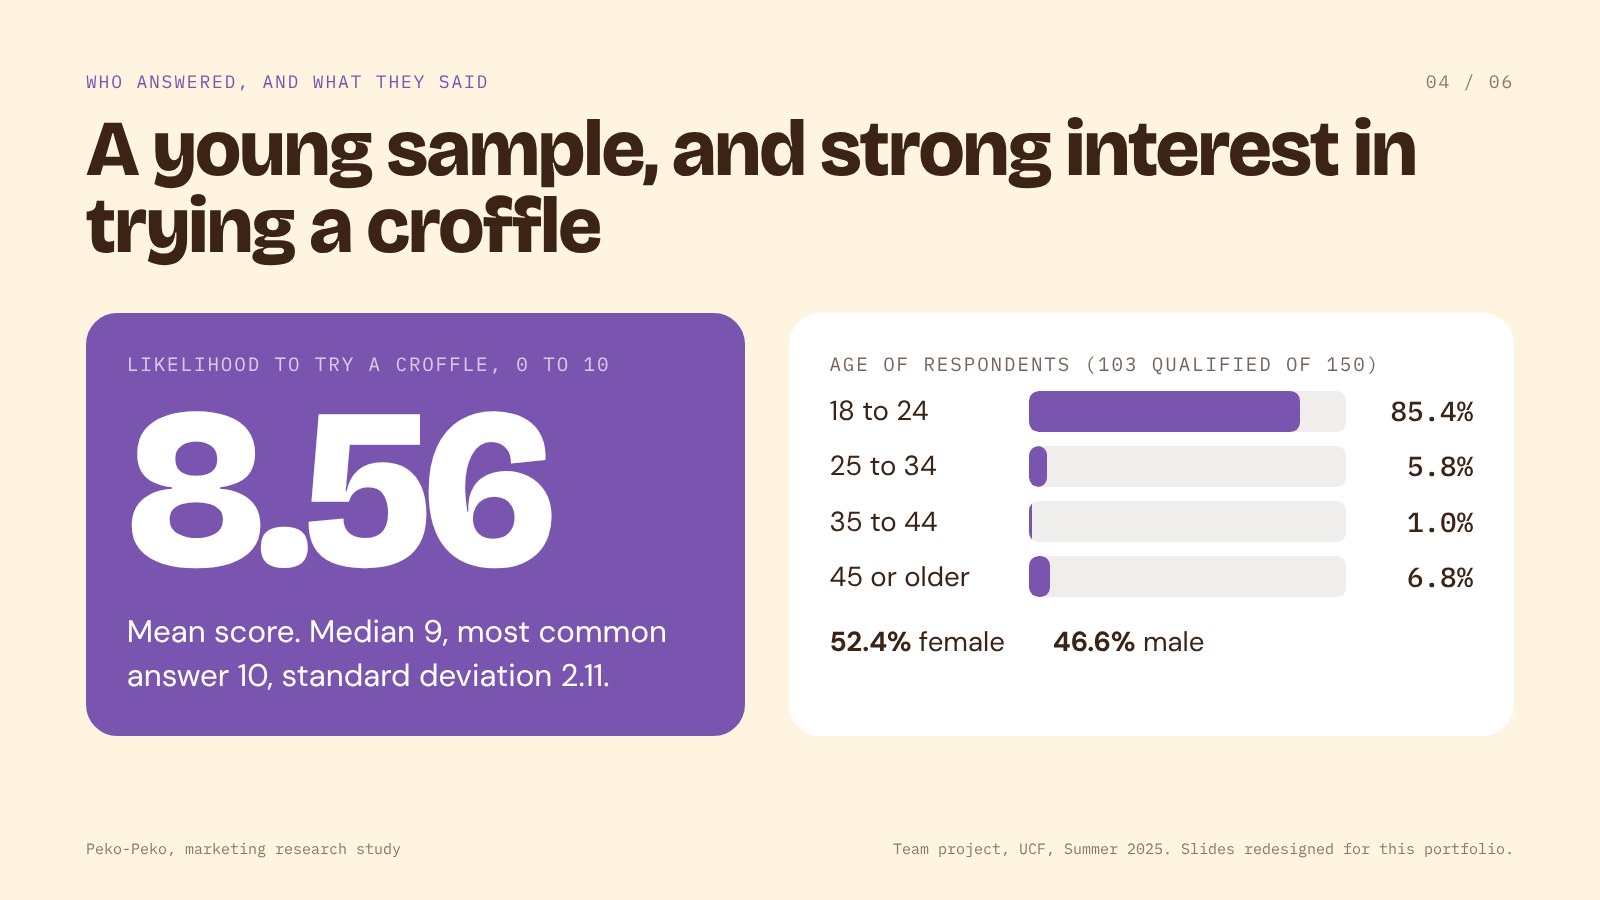 WHO ANSWERED, AND WHAT THEY SAID
04 / 06
A young sample, and strong interest in
trying a croffle
LIKELIHOOD TO TRY A CROFFLE, 0 TO 10
8.56
Mean score. Median 9, most common
answer 10, standard deviation 2.11.
AGE OF RESPONDENTS (103 QUALIFIED OF 150)
18 to 24 85.4%
25 to 34 5.8%
35 to 44 1.0%
45 or older 6.8%
52.4% female 46.6% male
Peko-Peko, marketing research study
Team project, UCF, Summer 2025. Slides redesigned for this portfolio.